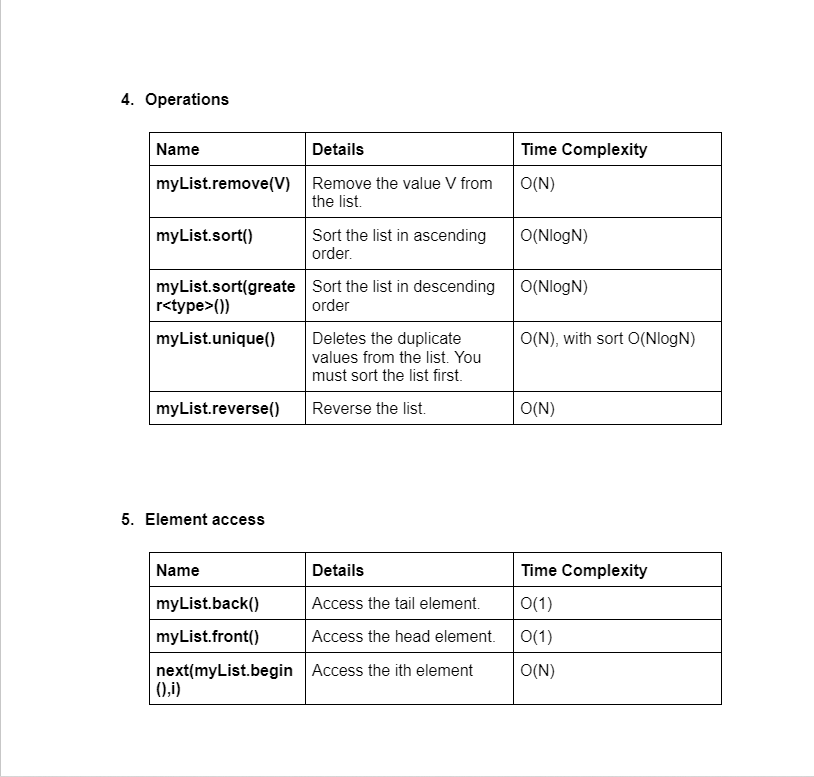 4. Operations
Name Details Time Complexity
myList.remove(V) Remove the value V from O(N)
the list.
myList.sort() Sort the list in ascending O(NlogN)
order.
myList.sort(greate Sort the list in descending O(NlogN)
r<type>()) order
myList.unique() Deletes the duplicate O(N), with sort O(NlogN)
values from the list. You
must sort the list first.
myList.reverse() Reverse the list. O(N)
5. Element access
Name Details Time Complexity
myList.back() Access the tail element. O(1)
myList.front() Access the head element. O(1)
next(myList.begin Access the ith element O(N)
(),i)